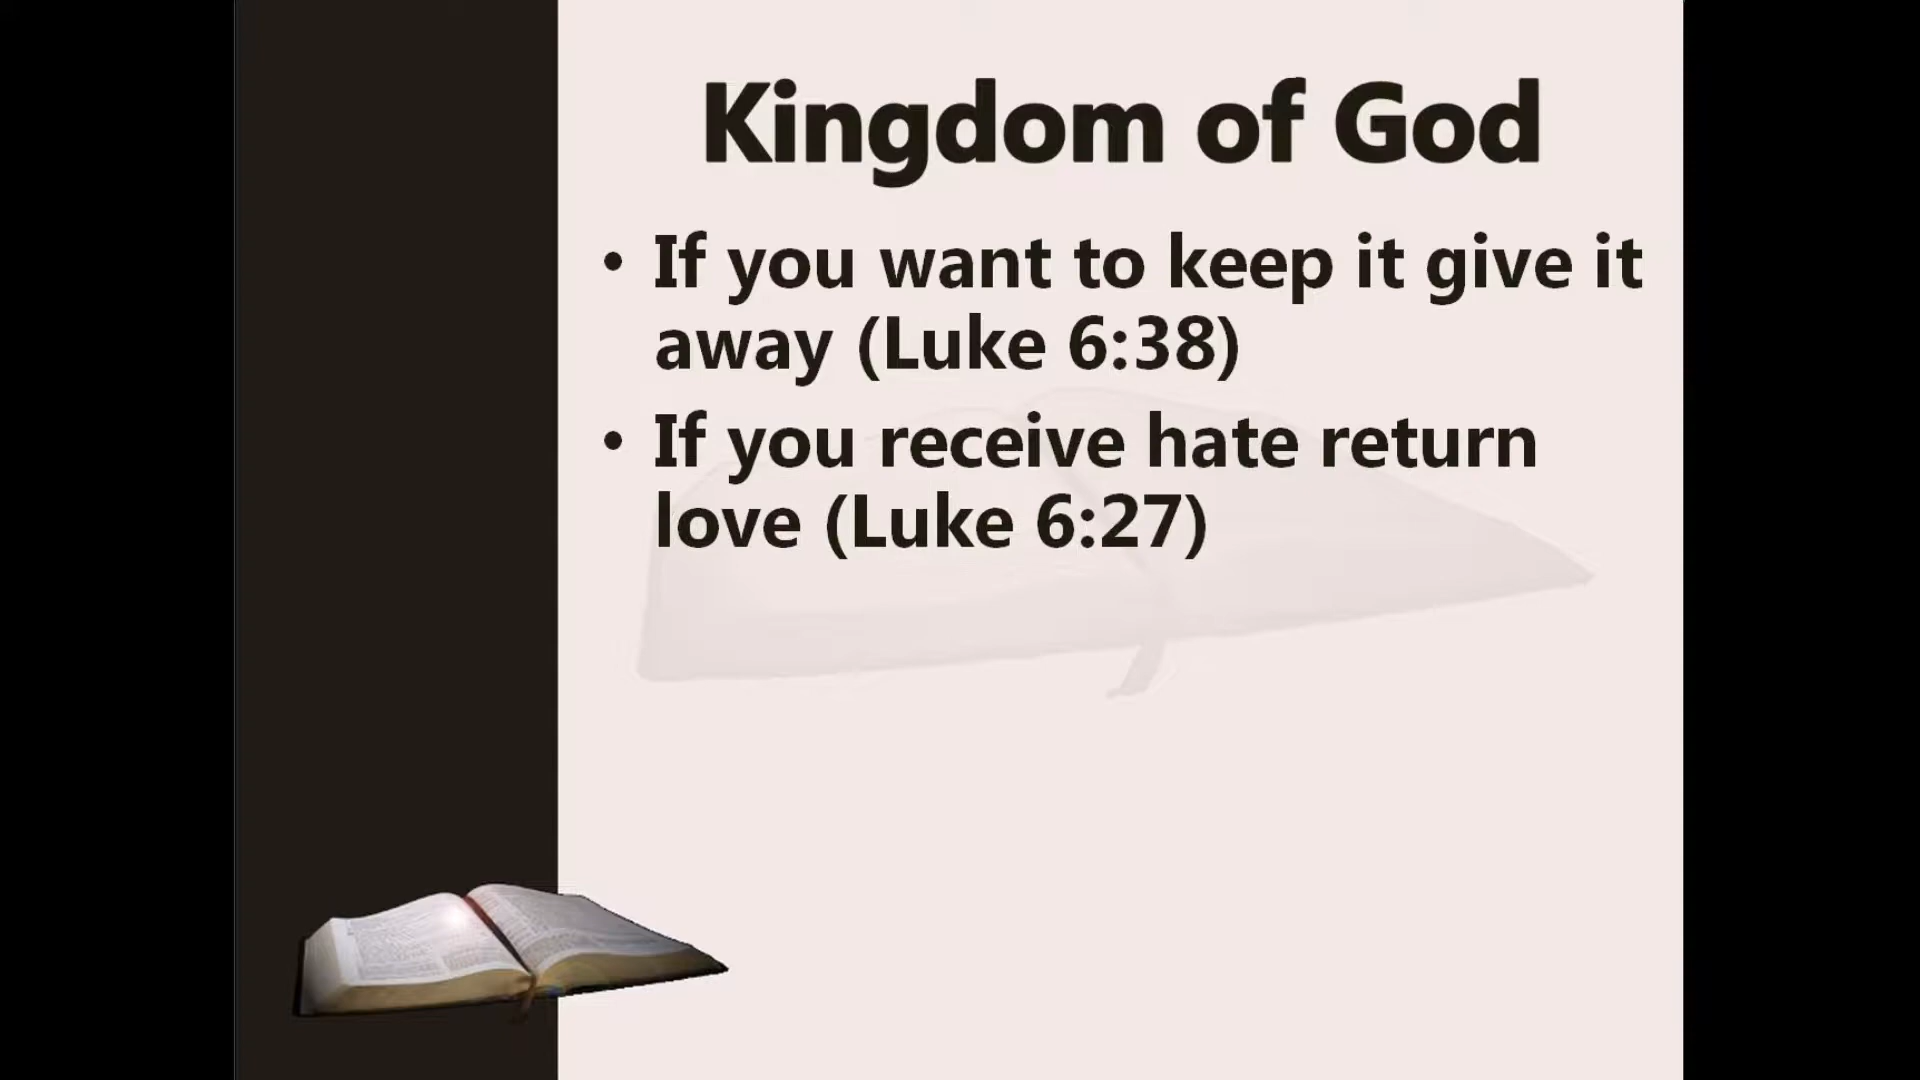 Kingdom of God
• If you want to keep it give it
away (Luke 6:38)
• If you receive hate return
love (Luke 6:27)